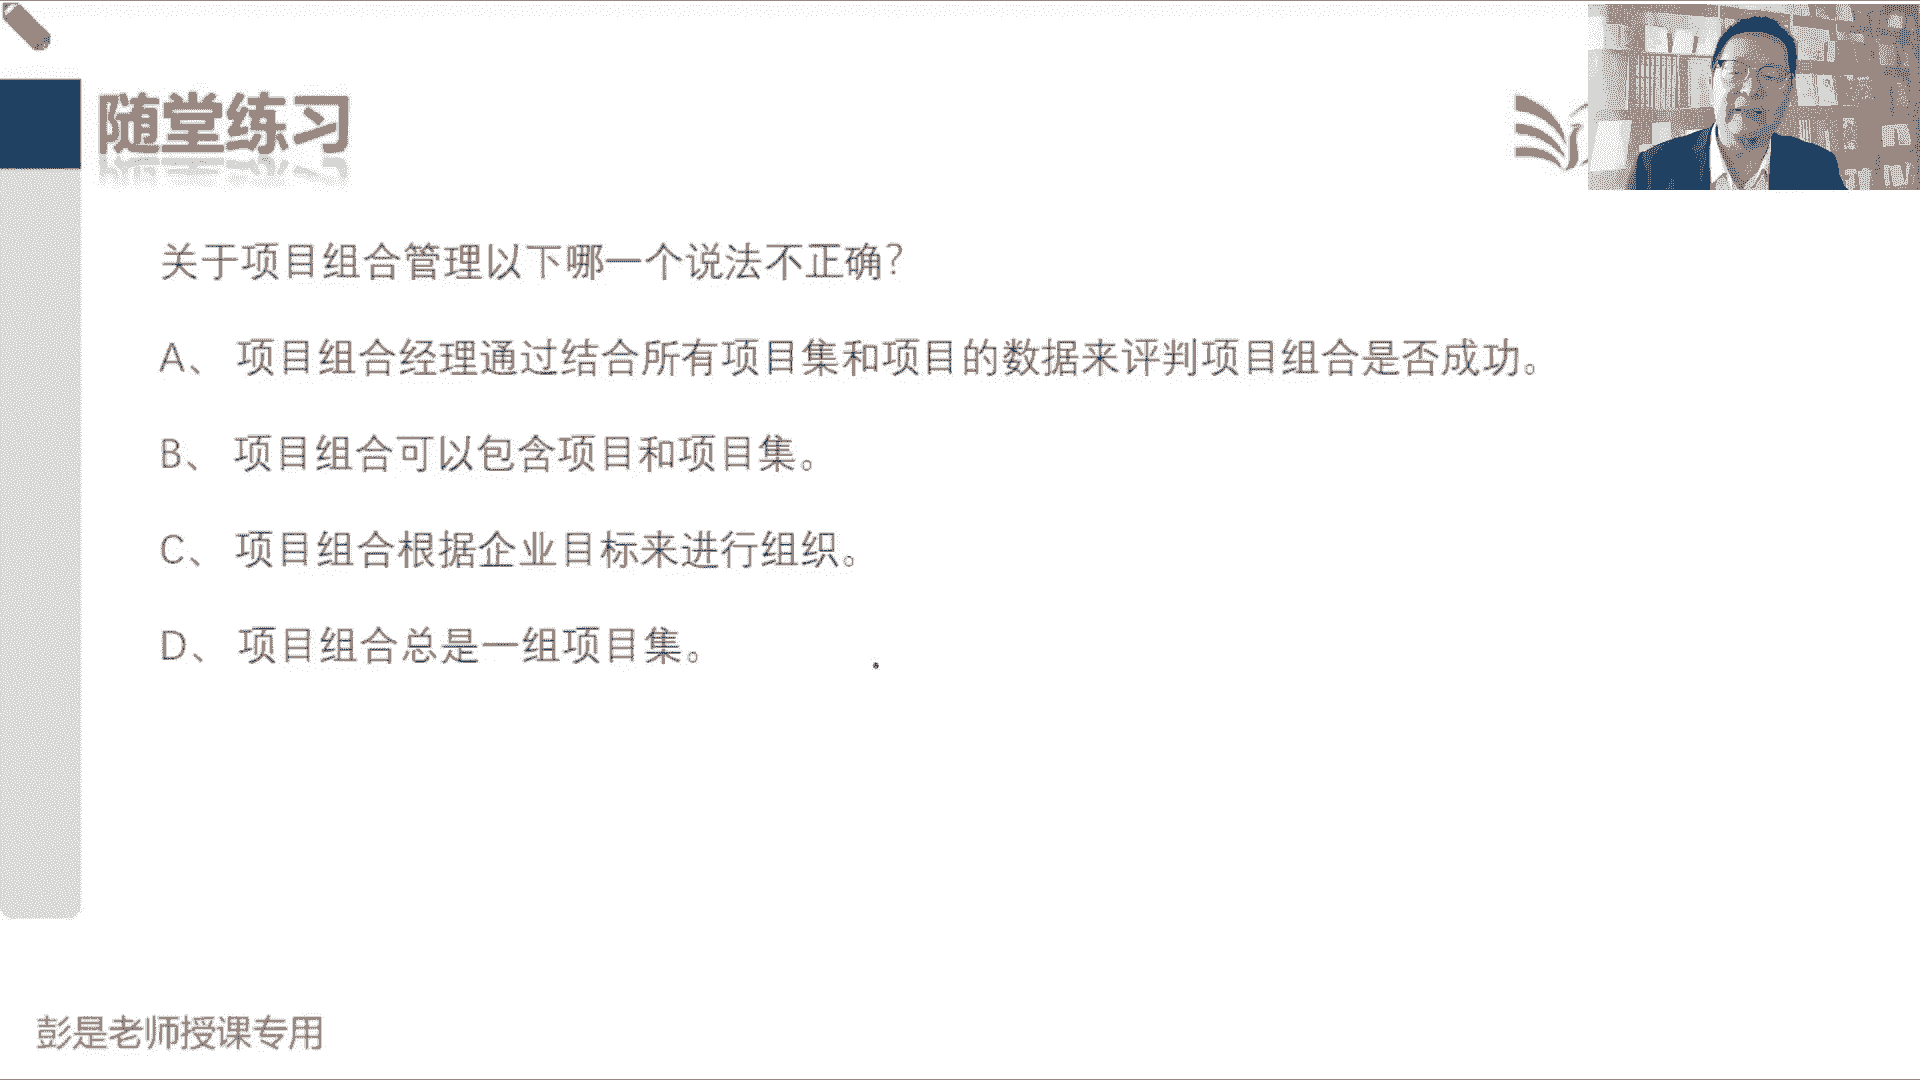 随堂练习
关于项目组合管理以下哪一个说法不正确?
A、 项目组合经理通过结合所有项目集和项目的数据来评判项目组合是否成功。
B、 项目组合可以包含项目和项目集。
C、 项目组合根据企业目标来进行组织。
D、 项目组合总是一组项目集。
彭是老师授课专用